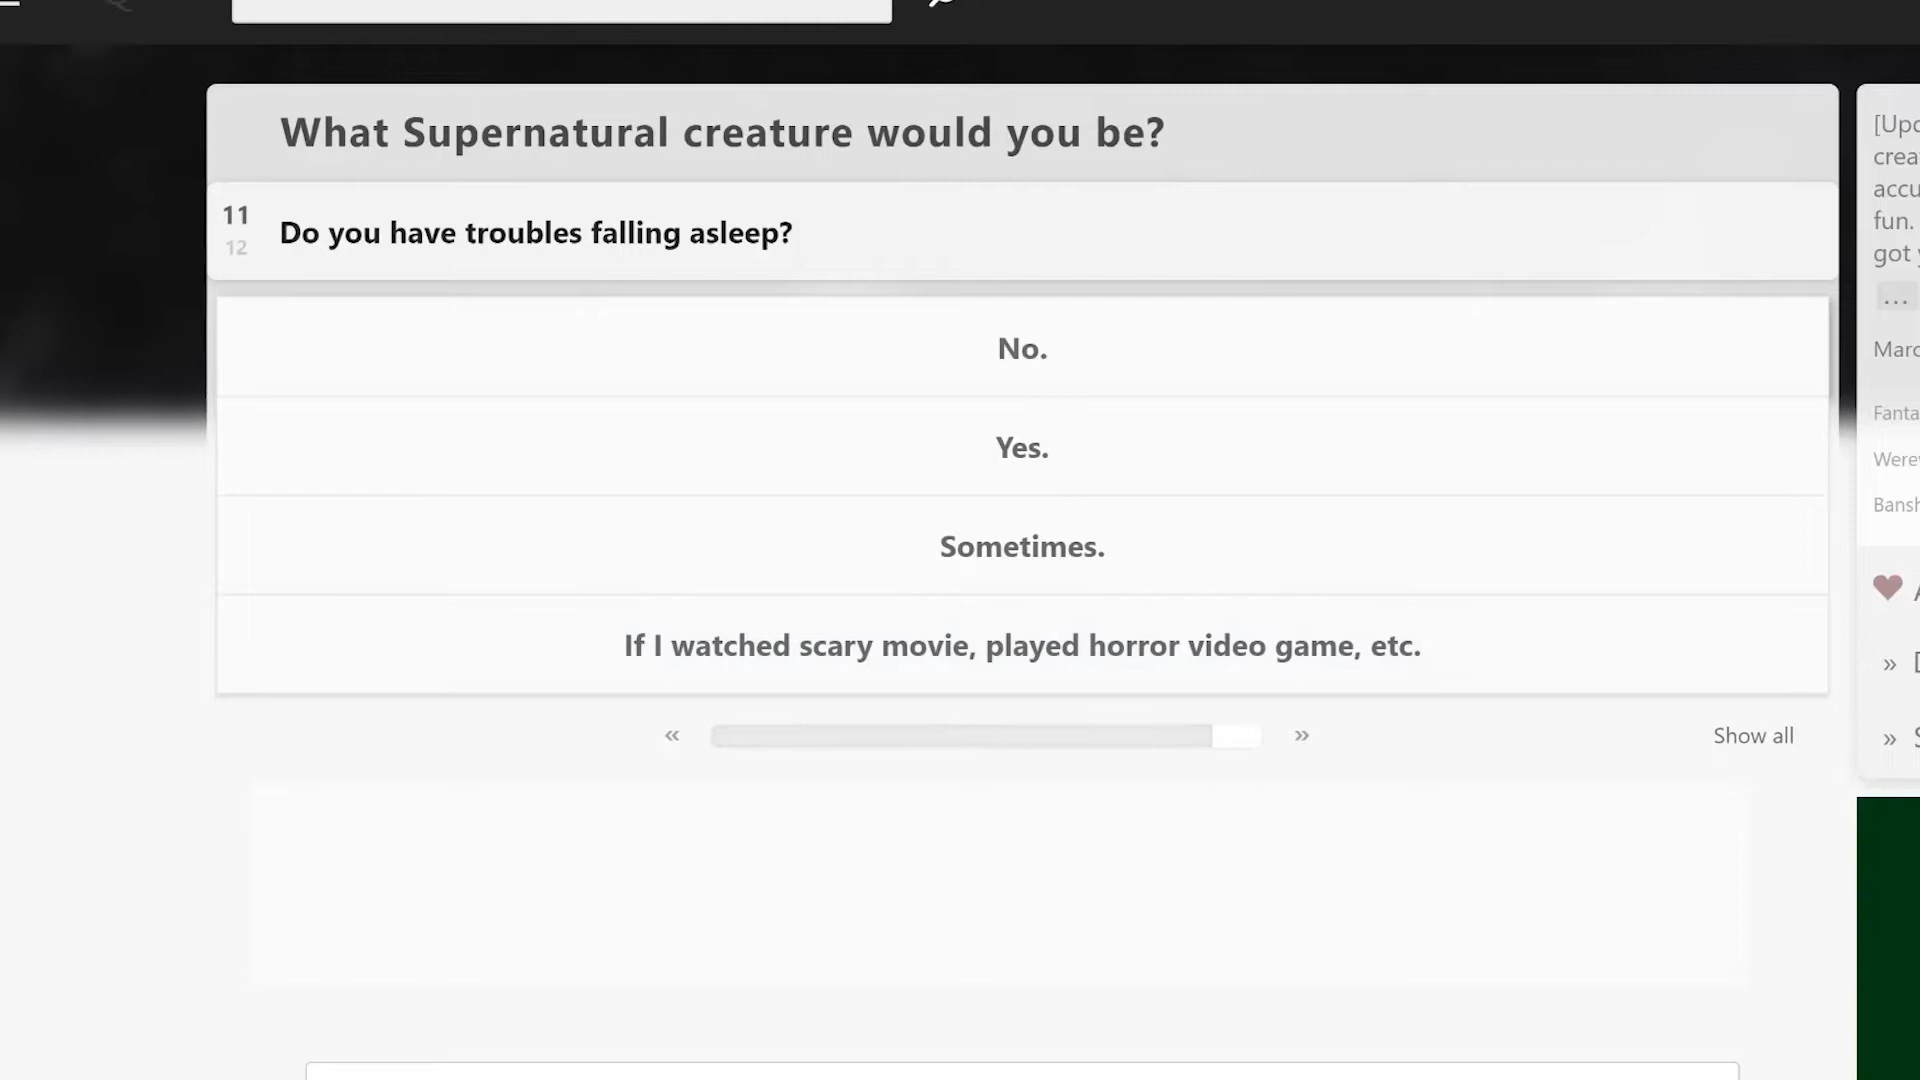 What Supernatural creature would you be?
11
12
Do you have troubles falling asleep?
No.
Yes.
Sometimes.
If I watched scary movie, played horror video game, etc.
«
»
Show all
fun.
got
...
»
»